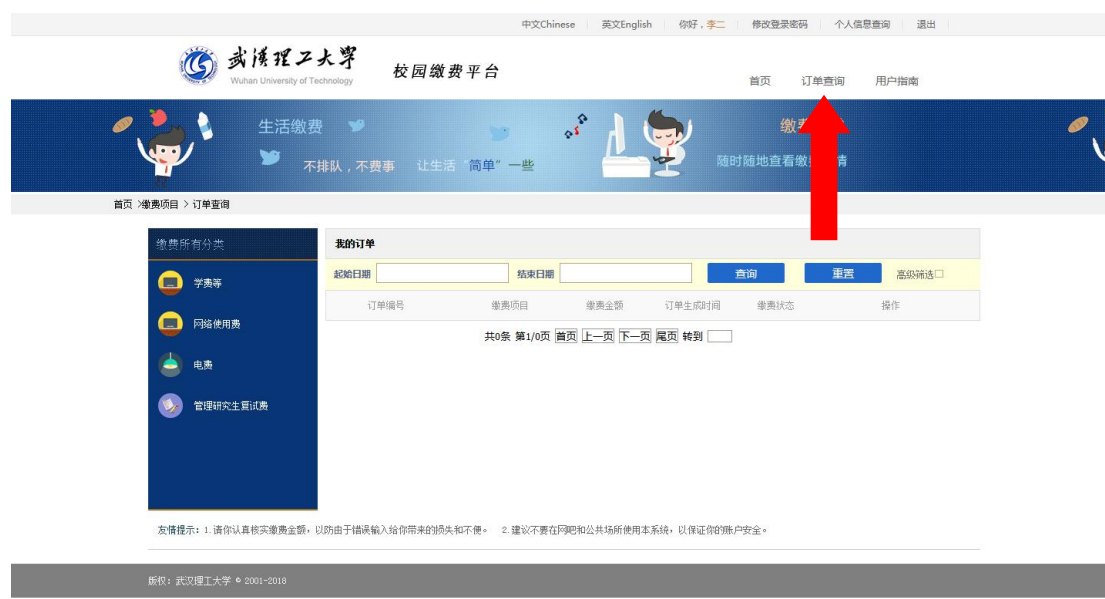 中文Chinese 英文English 你好，李二 修改登录密码 个人信息查询 退出
武汉理工大学
Wuhan University of Technology
校园缴费平台
首页 订单查询 用户指南
生活缴费
不排队，不费事 让生活“简单”一些
随时随地查看缴
首页 >缴费项目 > 订单查询
缴费所有分类
学费等
网络使用费
电费
管理研究生复试费
我的订单
起始日期 结束日期 查询 重置 高级筛选
订单编号 缴费项目 缴费金额 订单生成时间 缴费状态 操作
共0条 第1/0页 首页 上一页 下一页 尾页 转到
友情提示：1.请你认真核实缴费金额，以防由于错误输入给你带来的损失和不便。 2.建议不要在网吧和公共场所使用本系统，以保证你的账户安全。
版权：武汉理工大学 © 2001-2018